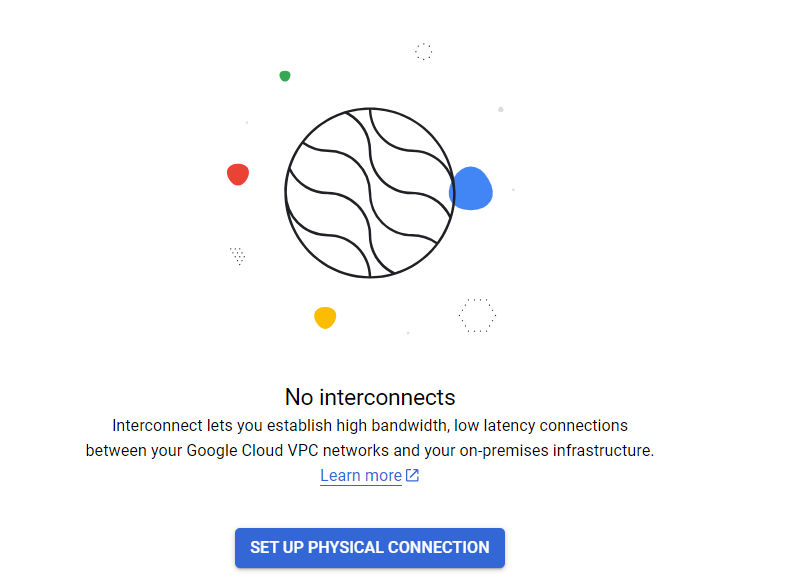 No interconnects
Interconnect lets you establish high bandwidth, low latency connections
between your Google Cloud VPC networks and your on-premises infrastructure.
Learn more
SET UP PHYSICAL CONNECTION